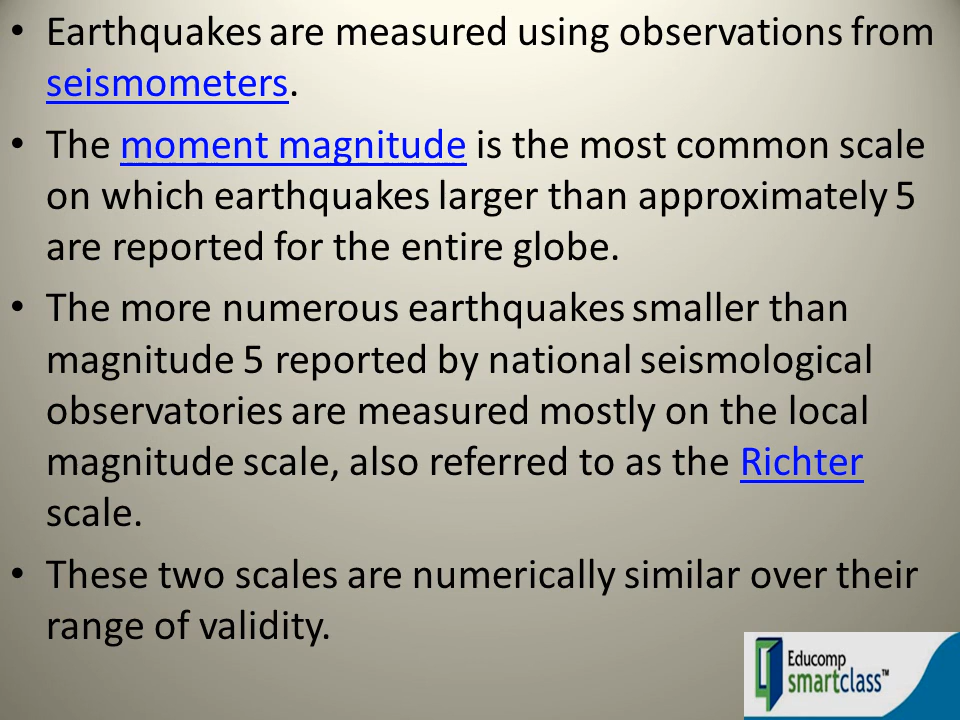 • Earthquakes are measured using observations from
seismometers.
• The moment magnitude is the most common scale
on which earthquakes larger than approximately 5
are reported for the entire globe.
• The more numerous earthquakes smaller than
magnitude 5 reported by national seismological
observatories are measured mostly on the local
magnitude scale, also referred to as the Richter
scale.
• These two scales are numerically similar over their
range of validity.
Educomp
smartclass™